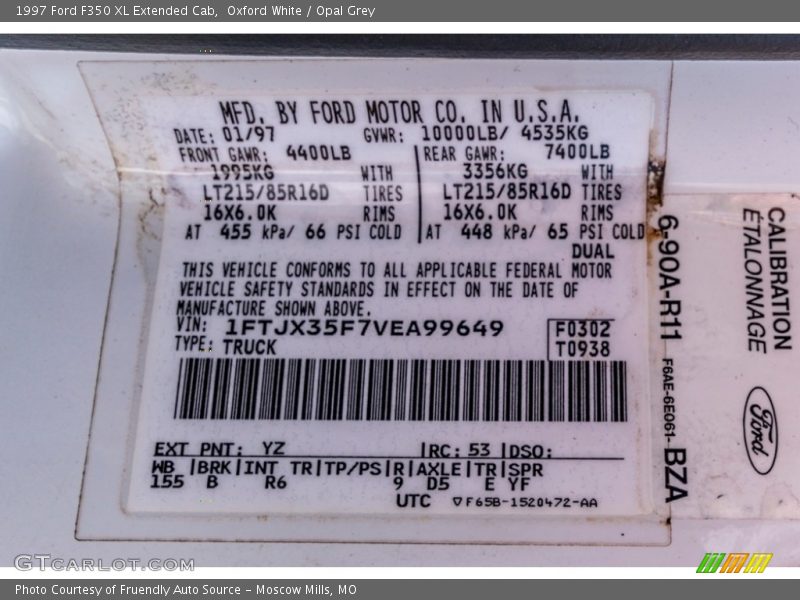 1997 Ford F350 XL Extended Cab,  Oxford White / Opal Grey
MFD. BY FORD MOTOR CO. IN U.S.A.
DATE: 01/97 GVWR: 10000LB/ 4535KG
FRONT GAWR: 4400LB REAR GAWR: 7400LB
1995KG WITH 3356KG WITH
LT215/85R16D TIRES LT215/85R16D TIRES
16X6.0K RIMS 16X6.0K RIMS
AT 455 kPa/ 66 PSI COLD AT 448 kPa/ 65 PSI COLD
DUAL
THIS VEHICLE CONFORMS TO ALL APPLICABLE FEDERAL MOTOR
VEHICLE SAFETY STANDARDS IN EFFECT ON THE DATE OF
MANUFACTURE SHOWN ABOVE.
VIN: 1FTJX35F7VEA99649 F0302
TYPE: TRUCK T0938
EXT PNT: YZ RC: 53 DSO:
WB BRK INT TR TP/PS R AXLE TR SPR
155 B R6 9 D5 E YF
UTC ▽F65B-1520472-AA
CALIBRATION
ÉTALONNAGE
Ford
6-90A-R11
F6AE-6E061-BZA
GTCarLot.com
Photo Courtesy of Fruendly Auto Source - Moscow Mills, MO